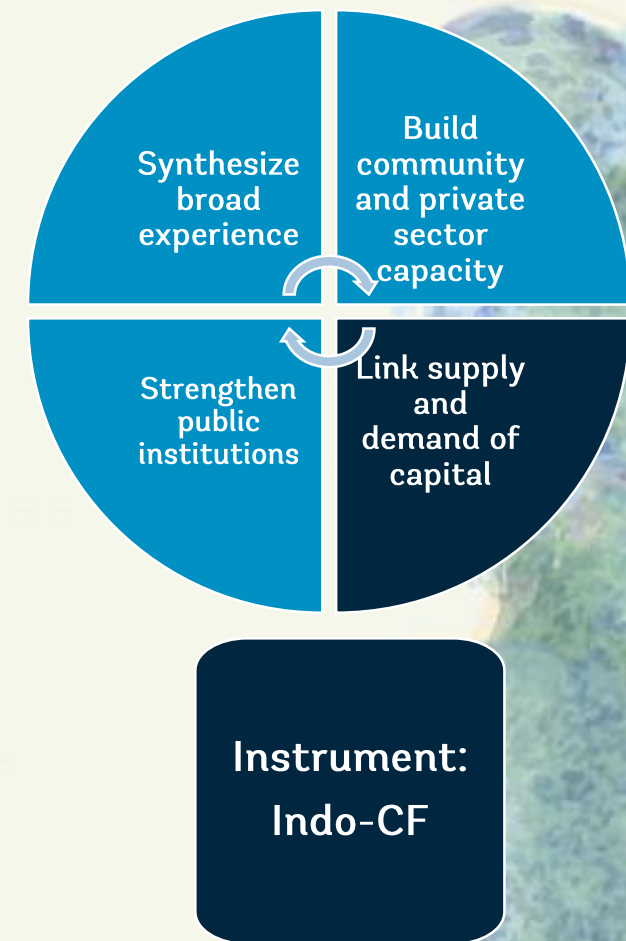 Synthesize
broad
experience
Build
community
and private
sector
capacity
Strengthen
public
institutions
Link supply
and
demand of
capital
Instrument:
Indo-CF